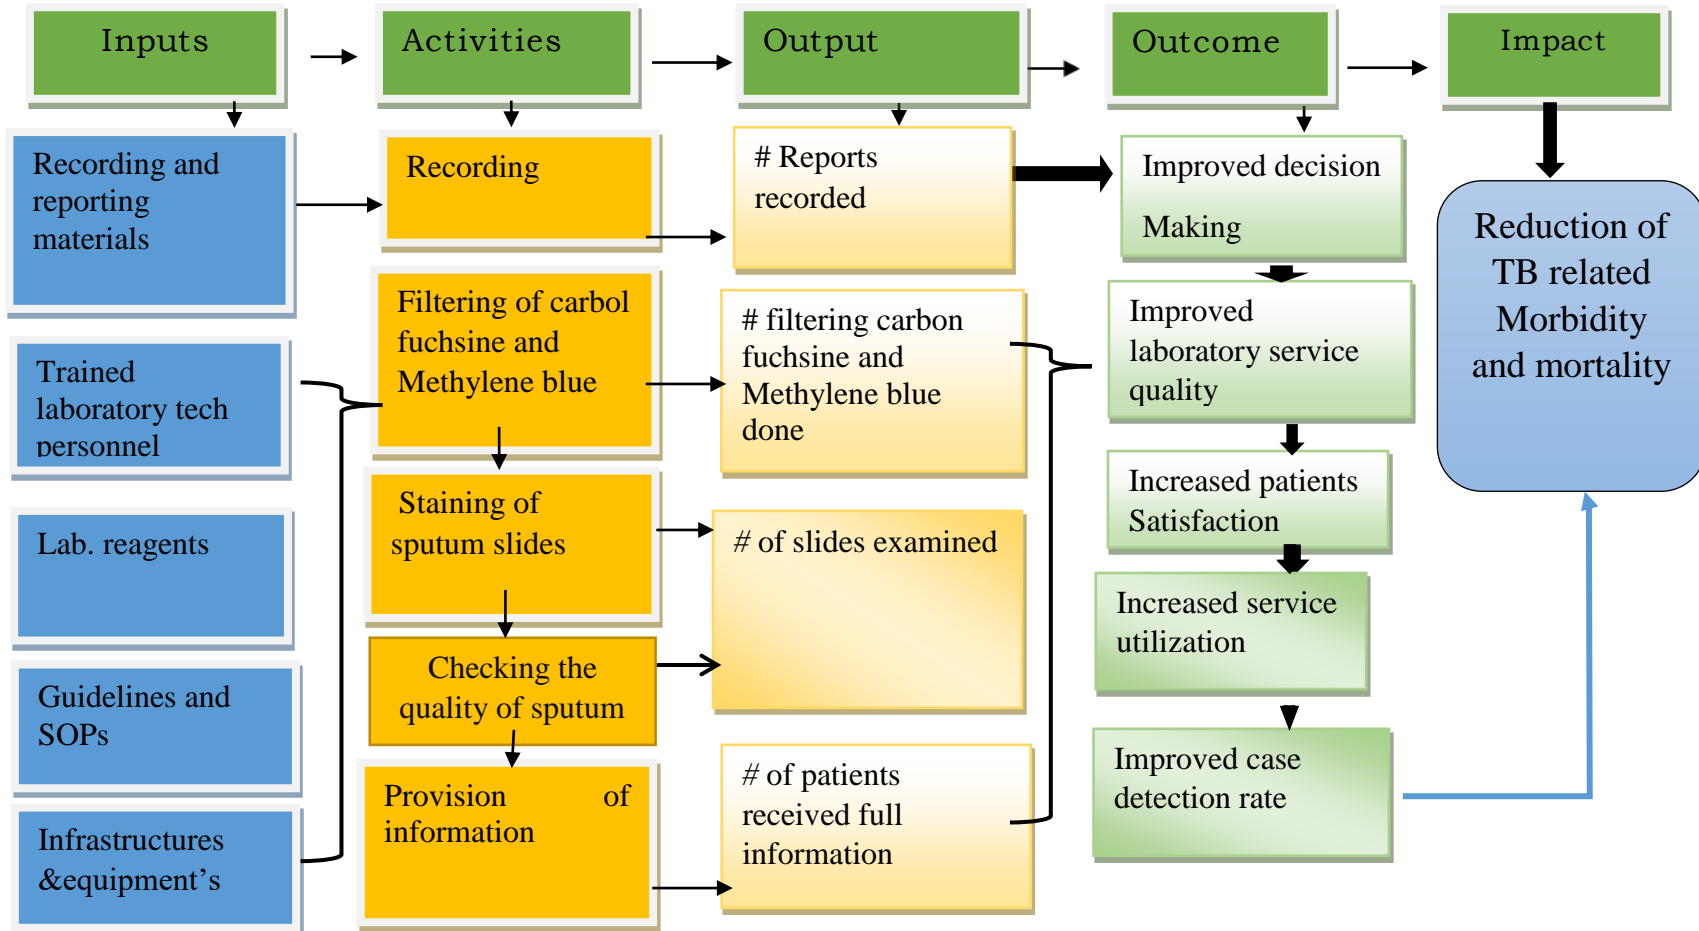 Inputs
Activities
Output
Outcome
Impact
Recording and
reporting
materials
Trained
laboratory tech
personnel
Lab. reagents
Guidelines and
SOPs
Infrastructures
&equipment's
Recording
Filtering of carbol
fuchsine and
Methylene blue
Staining of
sputum slides
Checking the
quality of sputum
Provision of
information
# Reports
recorded
# filtering carbon
fuchsine and
Methylene blue
done
# of slides examined
# of patients
received full
information
Improved decision
Making
Improved
laboratory service
quality
Increased patients
Satisfaction
Increased service
utilization
Improved case
detection rate
Reduction of
TB related
Morbidity
and mortality